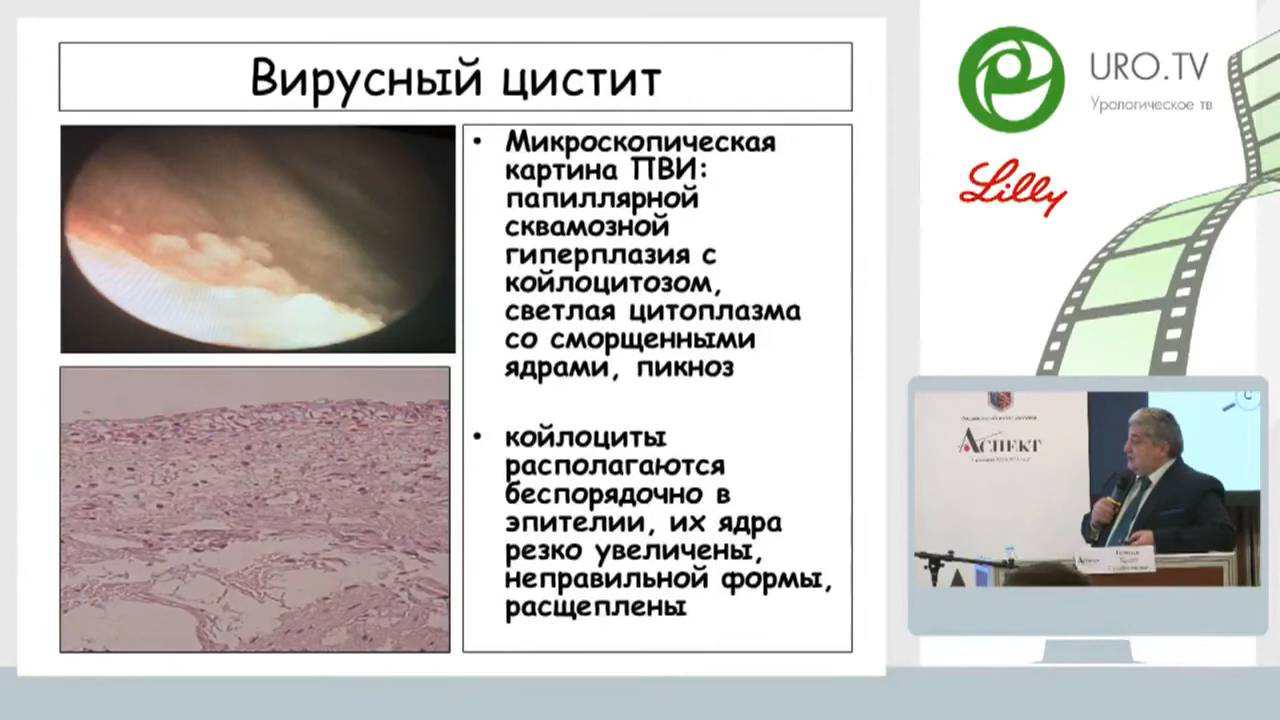 Вирусный цистит
• Микроскопическая
картина ПВИ:
папиллярной
сквамозной
гиперплазия с
койлоцитозом,
светлая цитоплазма
со сморщенными
ядрами, пикноз
• койлоциты
располагаются
беспорядочно в
эпителии, их ядра
резко увеличены,
неправильной формы,
расщеплены
URO.TV
Урологическое тв
Lilly
АСПЕКТ